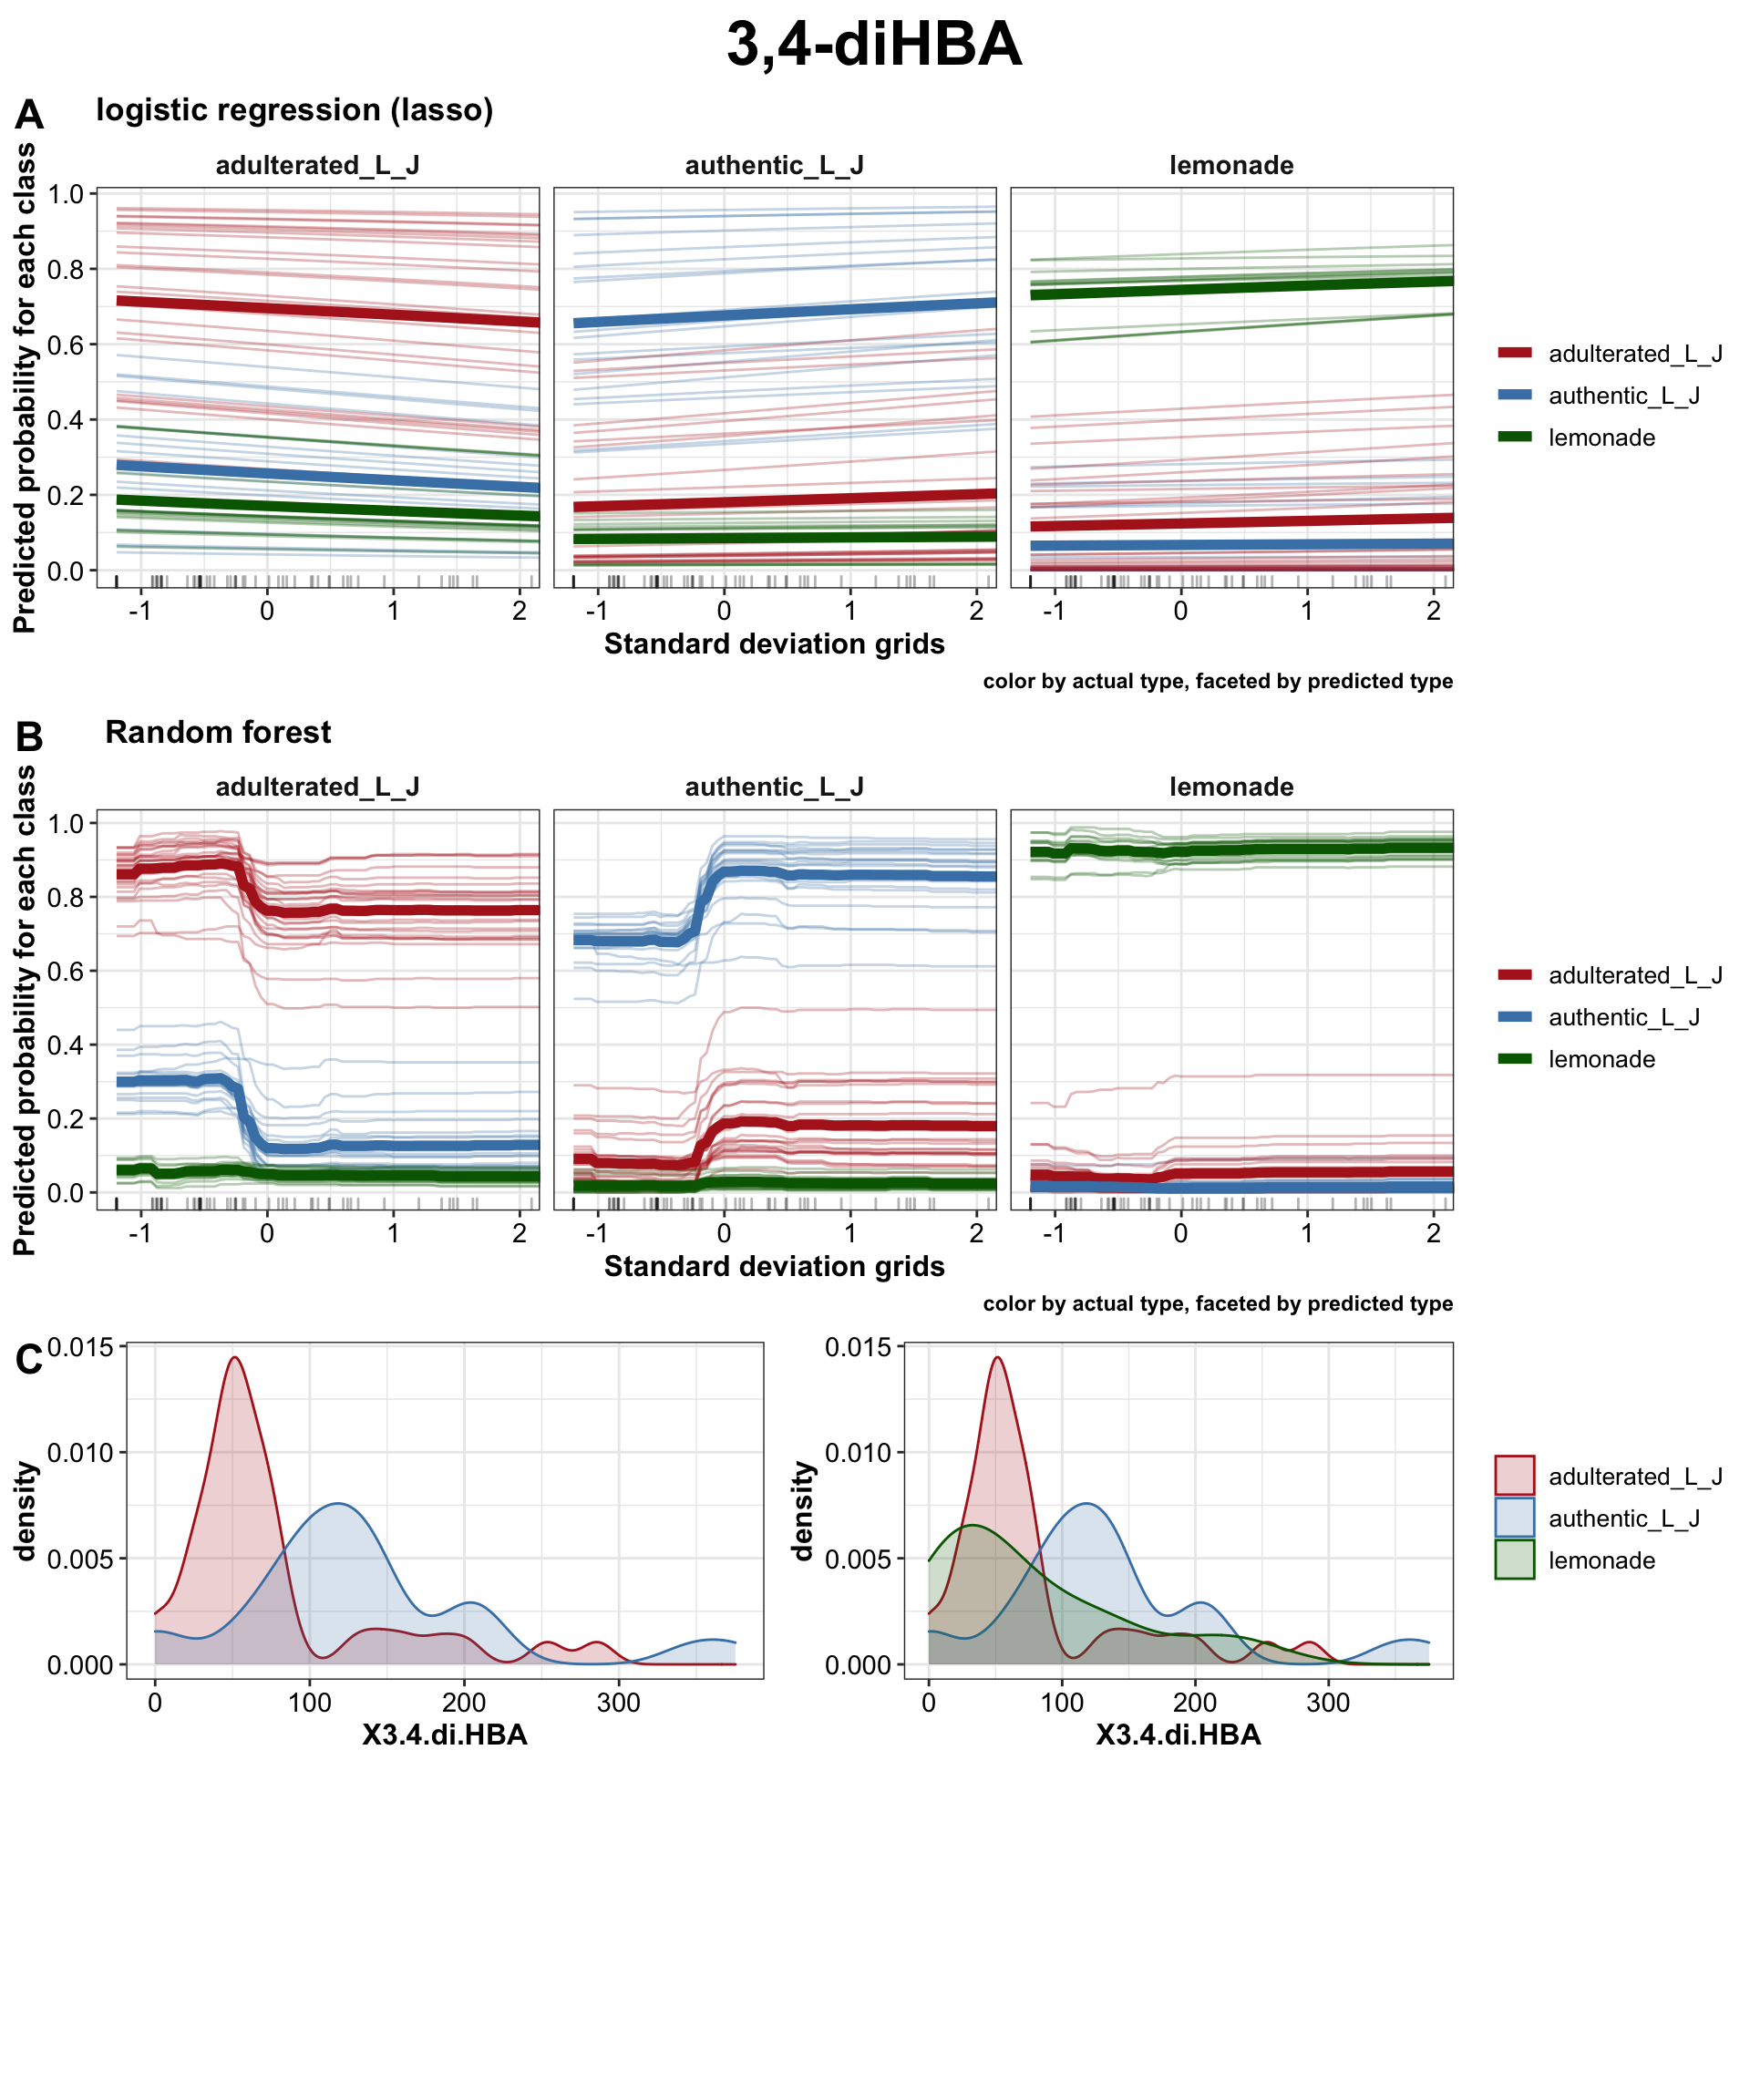 3,4-diHBA
A
logistic regression (lasso)
adulterated_L_J authentic_L_J lemonade
Predicted probability for each class
1.0
0.8
0.6
0.4
0.2
0.0
-1 0 1 2 -1 0 1 2 -1 0 1 2
Standard deviation grids
color by actual type, faceted by predicted type
adulterated_L_J
authentic_L_J
lemonade
B
Random forest
adulterated_L_J authentic_L_J lemonade
Predicted probability for each class
1.0
0.8
0.6
0.4
0.2
0.0
-1 0 1 2 -1 0 1 2 -1 0 1 2
Standard deviation grids
color by actual type, faceted by predicted type
adulterated_L_J
authentic_L_J
lemonade
C
density
0.015
0.010
0.005
0.000
0 100 200 300
X3.4.di.HBA
density
0.015
0.010
0.005
0.000
0 100 200 300
X3.4.di.HBA
adulterated_L_J
authentic_L_J
lemonade